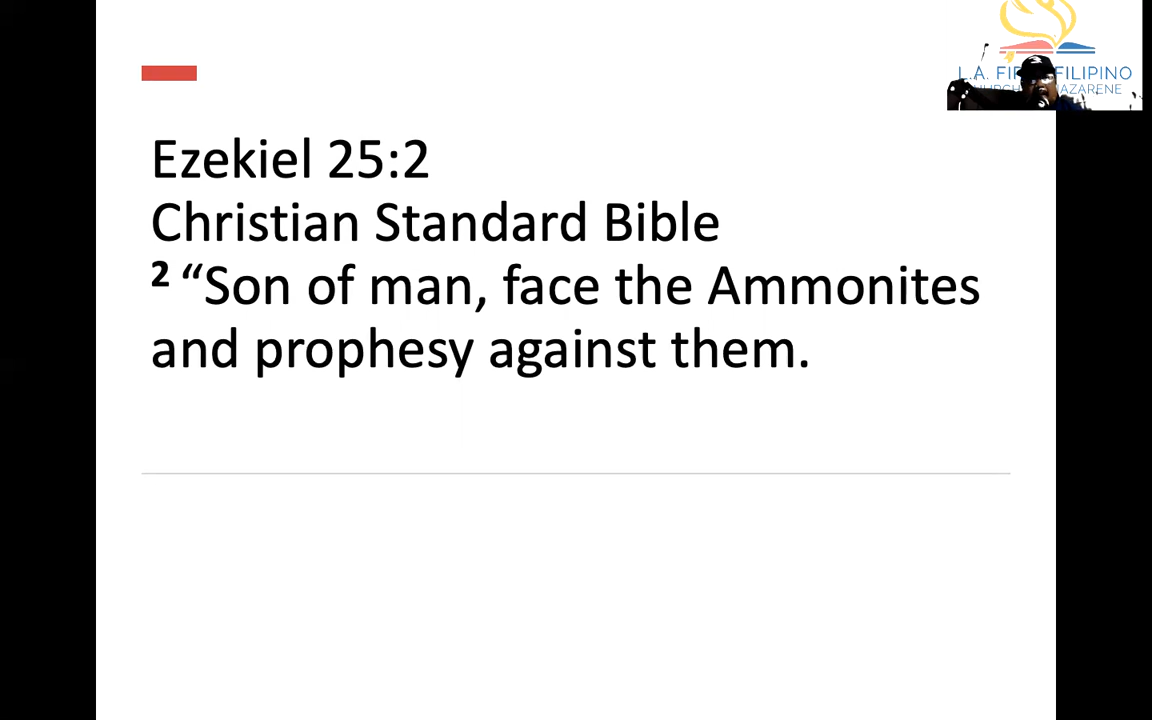 L.A. FILIPINO
Ezekiel 25:2
Christian Standard Bible
2 “Son of man, face the Ammonites
and prophesy against them.